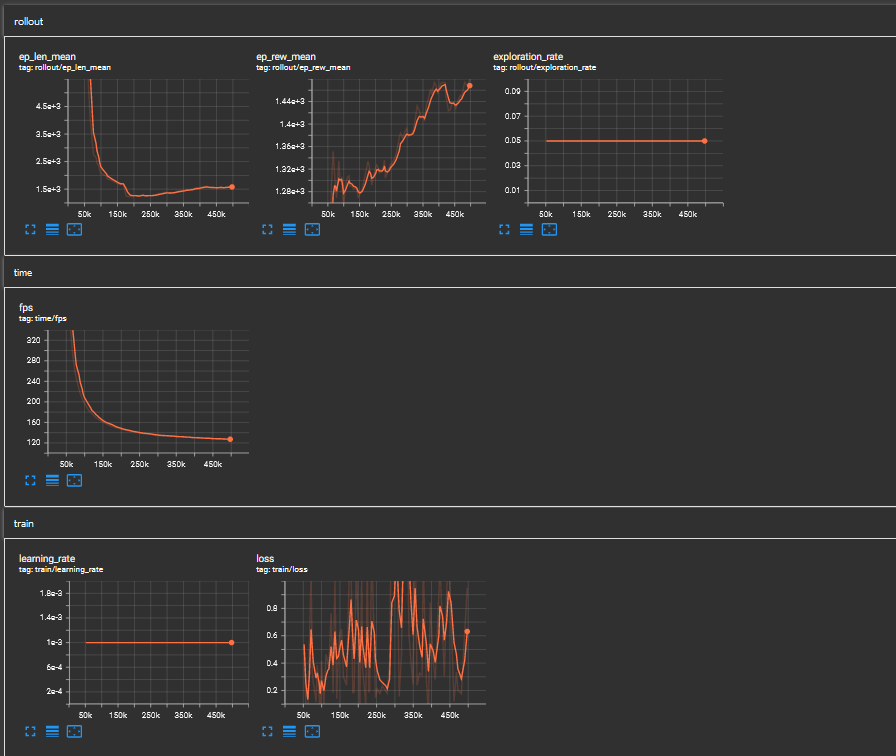 rollout
ep_len_mean ep_rew_mean exploration_rate
tag: rollout/ep_len_mean tag: rollout/ep_rew_mean tag: rollout/exploration_rate
4.5e+3
3.5e+3
2.5e+3
1.5e+3
50k 150k 250k 350k 450k
1.44e+3
1.4e+3
1.36e+3
1.32e+3
1.28e+3
50k 150k 250k 350k 450k
0.09
0.07
0.05
0.03
0.01
50k 150k 250k 350k 450k
time
fps
tag: time/fps
320
280
240
200
160
120
50k 150k 250k 350k 450k
train
learning_rate loss
tag: train/learning_rate tag: train/loss
1.8e-3
1.4e-3
1e-3
6e-4
2e-4
50k 150k 250k 350k 450k
0.8
0.6
0.4
0.2
50k 150k 250k 350k 450k